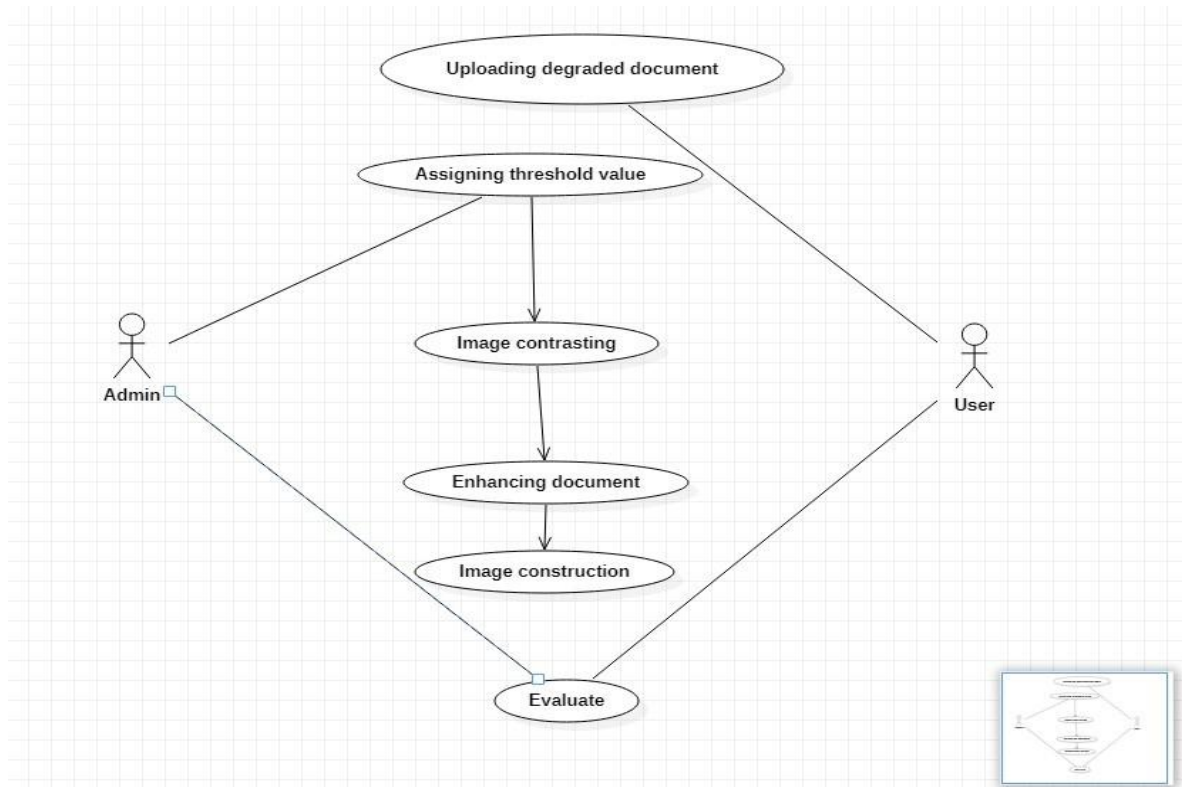 Uploading degraded document
Assigning threshold value
Image contrasting
Admin
User
Enhancing document
Image construction
Evaluate